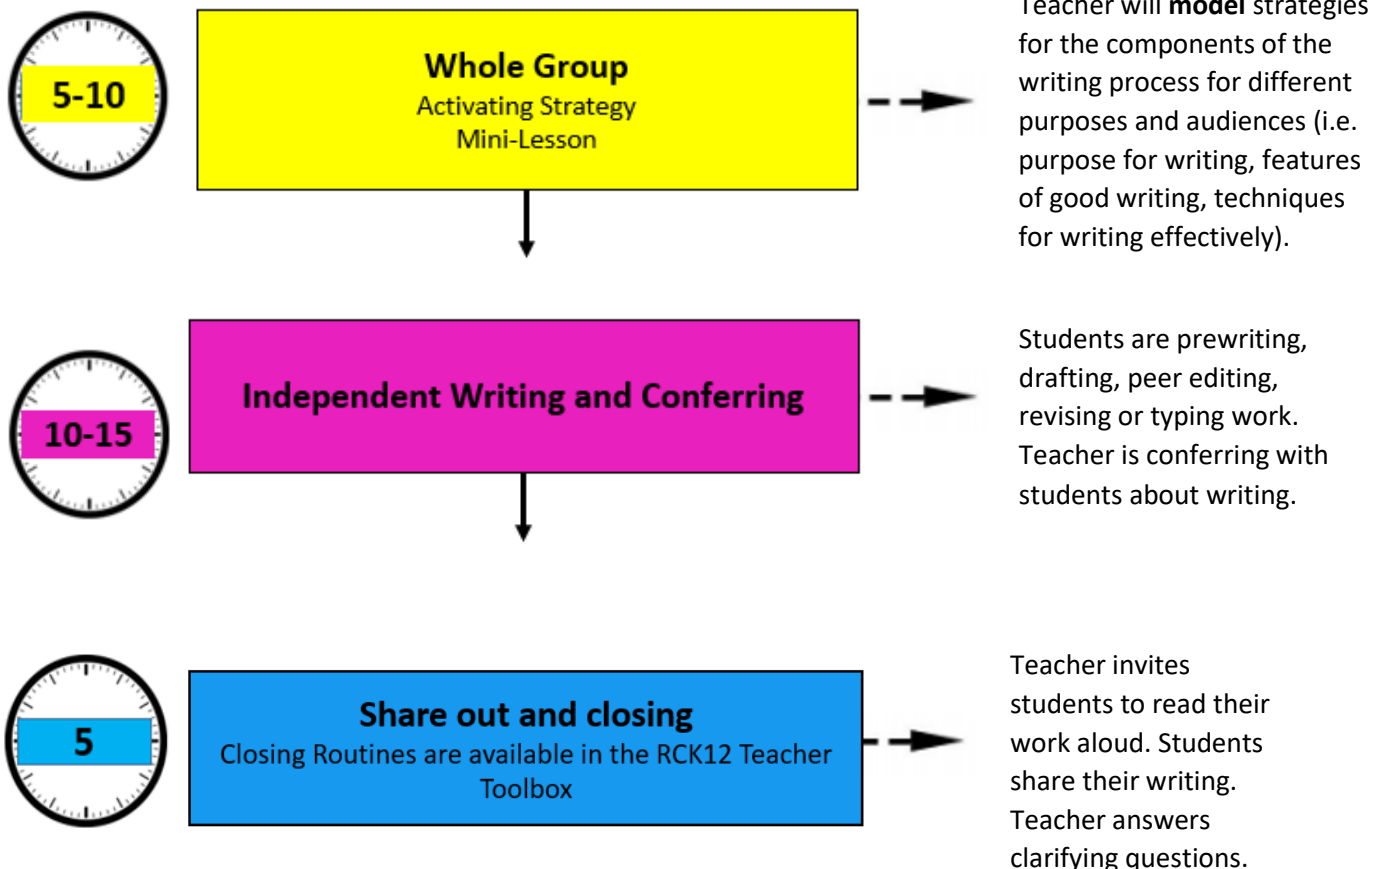 5-10
Whole Group
Activating Strategy
Mini-Lesson
Teacher will model strategies
for the components of the
writing process for different
purposes and audiences (i.e.
purpose for writing, features
of good writing, techniques
for writing effectively).
10-15
Independent Writing and Conferring
Students are prewriting,
drafting, peer editing,
revising or typing work.
Teacher is conferring with
students about writing.
5
Share out and closing
Closing Routines are available in the RCK12 Teacher
Toolbox
Teacher invites
students to read their
work aloud. Students
share their writing.
Teacher answers
clarifying questions.